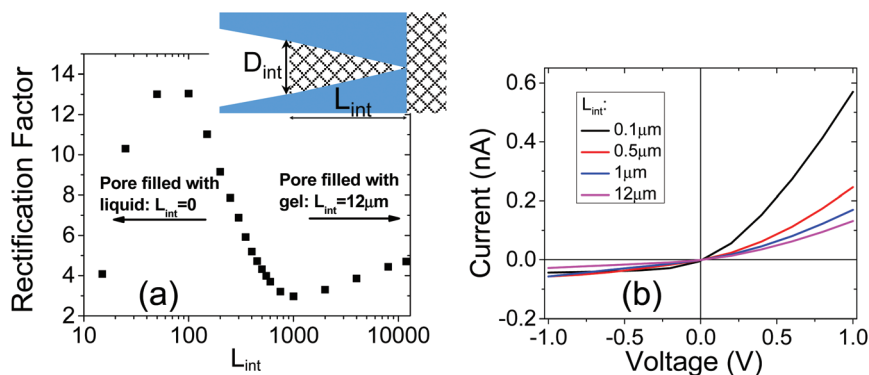 Rectification Factor
14
12
10
8
6
4
2
10
100
1000
10000
L_int
D_int
L_int
Pore filled with
liquid: L_int=0
Pore filled with
gel: L_int=12μm
(a)
Current (nA)
0.6
0.4
0.2
0.0
-0.2
-1.0
-0.5
0.0
0.5
1.0
Voltage (V)
L_int:
0.1μm
0.5μm
1μm
12μm
(b)